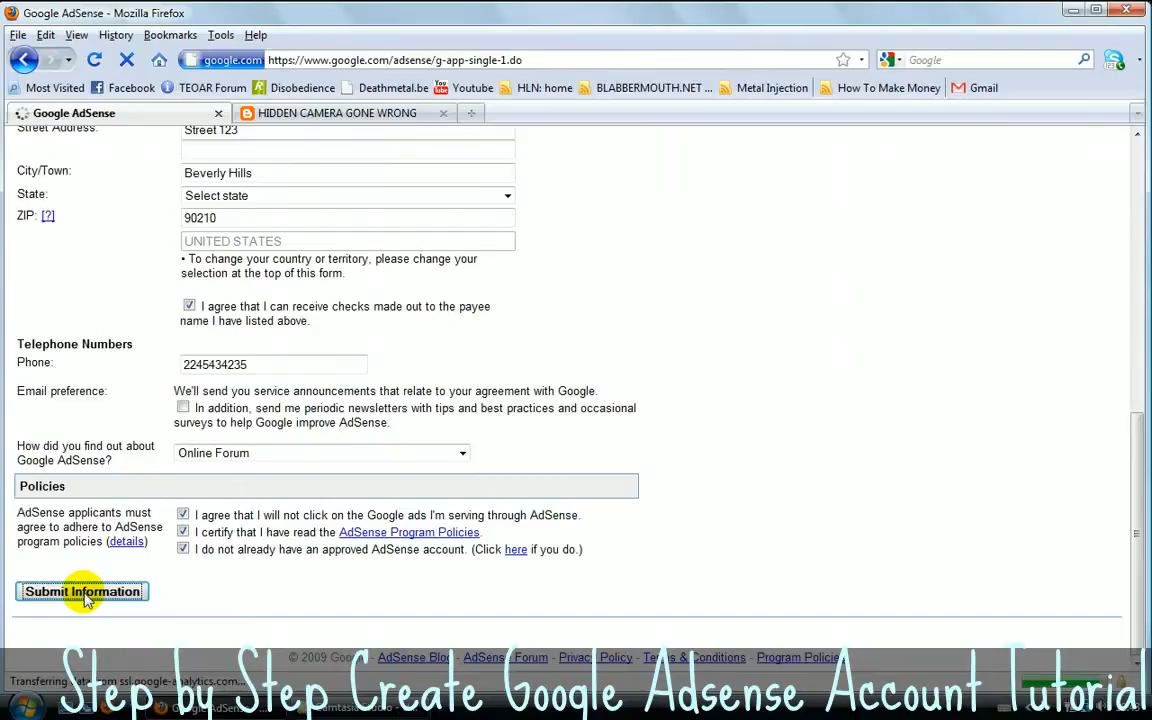 Google AdSense - Mozilla Firefox
File Edit View History Bookmarks Tools Help
google.com https://www.google.com/adsense/g-app-single-1.do Google
Most Visited Facebook TEOAR Forum Disobedience Deathmetal.be Youtube HLN: home BLABBERMOUTH.NET ... Metal Injection How To Make Money Gmail
Google AdSense HIDDEN CAMERA GONE WRONG
Street Address: Street 123
City/Town: Beverly Hills
State: Select state
ZIP: [?] 90210
UNITED STATES
• To change your country or territory, please change your
selection at the top of this form.
I agree that I can receive checks made out to the payee
name I have listed above.
Telephone Numbers
Phone: 2245434235
Email preference: We'll send you service announcements that relate to your agreement with Google.
In addition, send me periodic newsletters with tips and best practices and occasional
surveys to help Google improve AdSense.
How did you find out about
Google AdSense? Online Forum
Policies
AdSense applicants must
agree to adhere to AdSense
program policies (details)
I agree that I will not click on the Google ads I'm serving through AdSense.
I certify that I have read the AdSense Program Policies.
I do not already have an approved AdSense account. (Click here if you do.)
Submit Information
© 2009 Google - AdSense Blog - AdSense Forum - Privacy Policy - Terms & Conditions - Program Policies
Transferring data from ssl.google-analytics.com...
Step by Step Create Google Adsense Account Tutorial